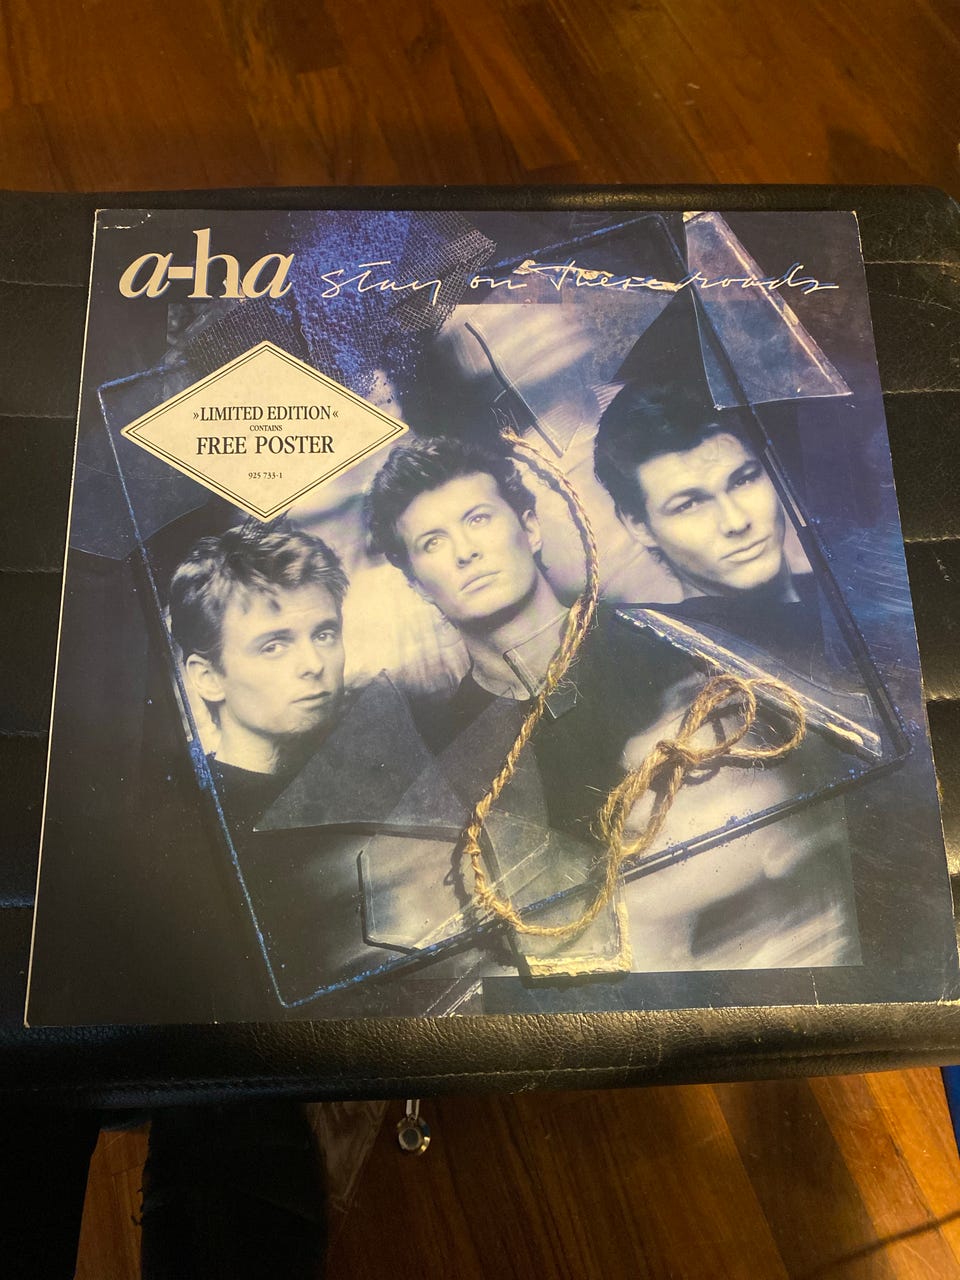 a-ha stay on these roads
»LIMITED EDITION«
CONTAINS
FREE POSTER
925 733-1